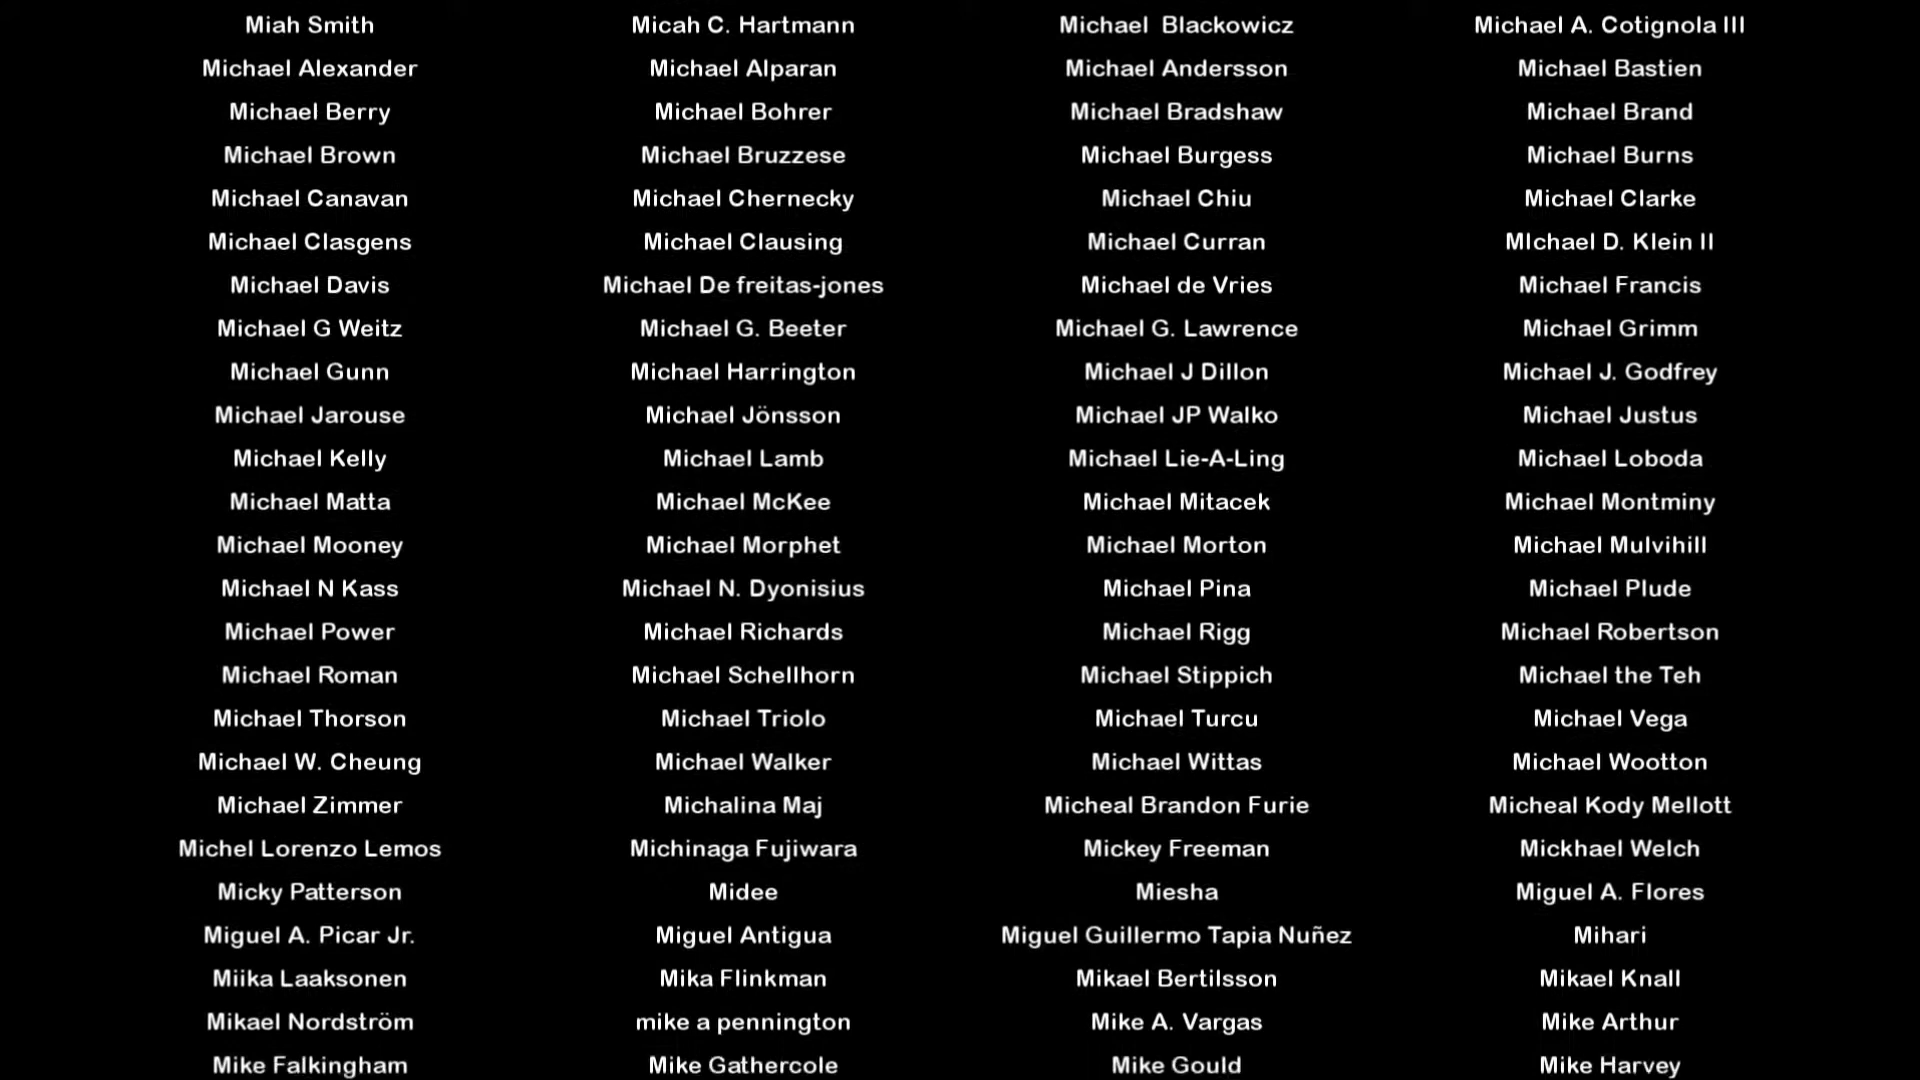 Miah Smith Micah C. Hartmann Michael  Blackowicz Michael A. Cotignola III
Michael Alexander Michael Alparan Michael Andersson Michael Bastien
Michael Berry Michael Bohrer Michael Bradshaw Michael Brand
Michael Brown Michael Bruzzese Michael Burgess Michael Burns
Michael Canavan Michael Chernecky Michael Chiu Michael Clarke
Michael Clasgens Michael Clausing Michael Curran MIchael D. Klein II
Michael Davis Michael De freitas-jones Michael de Vries Michael Francis
Michael G Weitz Michael G. Beeter Michael G. Lawrence Michael Grimm
Michael Gunn Michael Harrington Michael J Dillon Michael J. Godfrey
Michael Jarouse Michael Jönsson Michael JP Walko Michael Justus
Michael Kelly Michael Lamb Michael Lie-A-Ling Michael Loboda
Michael Matta Michael McKee Michael Mitacek Michael Montminy
Michael Mooney Michael Morphet Michael Morton Michael Mulvihill
Michael N Kass Michael N. Dyonisius Michael Pina Michael Plude
Michael Power Michael Richards Michael Rigg Michael Robertson
Michael Roman Michael Schellhorn Michael Stippich Michael the Teh
Michael Thorson Michael Triolo Michael Turcu Michael Vega
Michael W. Cheung Michael Walker Michael Wittas Michael Wootton
Michael Zimmer Michalina Maj Micheal Brandon Furie Micheal Kody Mellott
Michel Lorenzo Lemos Michinaga Fujiwara Mickey Freeman Mickhael Welch
Micky Patterson Midee Miesha Miguel A. Flores
Miguel A. Picar Jr. Miguel Antigua Miguel Guillermo Tapia Nuñez Mihari
Miika Laaksonen Mika Flinkman Mikael Bertilsson Mikael Knall
Mikael Nordström mike a pennington Mike A. Vargas Mike Arthur
Mike Falkingham Mike Gathercole Mike Gould Mike Harvey